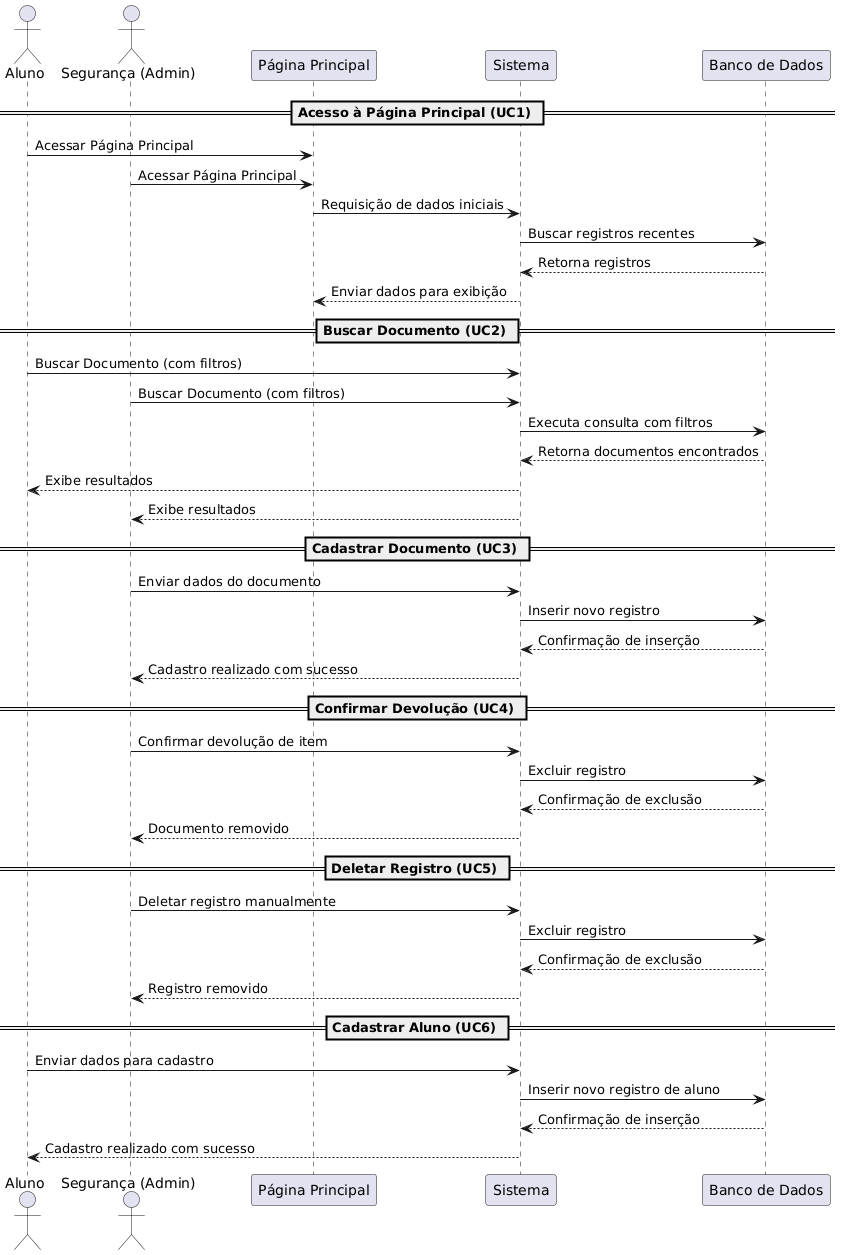 Aluno
Segurança (Admin)
Página Principal
Sistema
Banco de Dados
Acesso à Página Principal (UC1)
Acessar Página Principal
Acessar Página Principal
Requisição de dados iniciais
Buscar registros recentes
Retorna registros
Enviar dados para exibição
Buscar Documento (UC2)
Buscar Documento (com filtros)
Buscar Documento (com filtros)
Executa consulta com filtros
Retorna documentos encontrados
Exibe resultados
Exibe resultados
Cadastrar Documento (UC3)
Enviar dados do documento
Inserir novo registro
Confirmação de inserção
Cadastro realizado com sucesso
Confirmar Devolução (UC4)
Confirmar devolução de item
Excluir registro
Confirmação de exclusão
Documento removido
Deletar Registro (UC5)
Deletar registro manualmente
Excluir registro
Confirmação de exclusão
Registro removido
Cadastrar Aluno (UC6)
Enviar dados para cadastro
Inserir novo registro de aluno
Confirmação de inserção
Cadastro realizado com sucesso
Aluno
Segurança (Admin)
Página Principal
Sistema
Banco de Dados